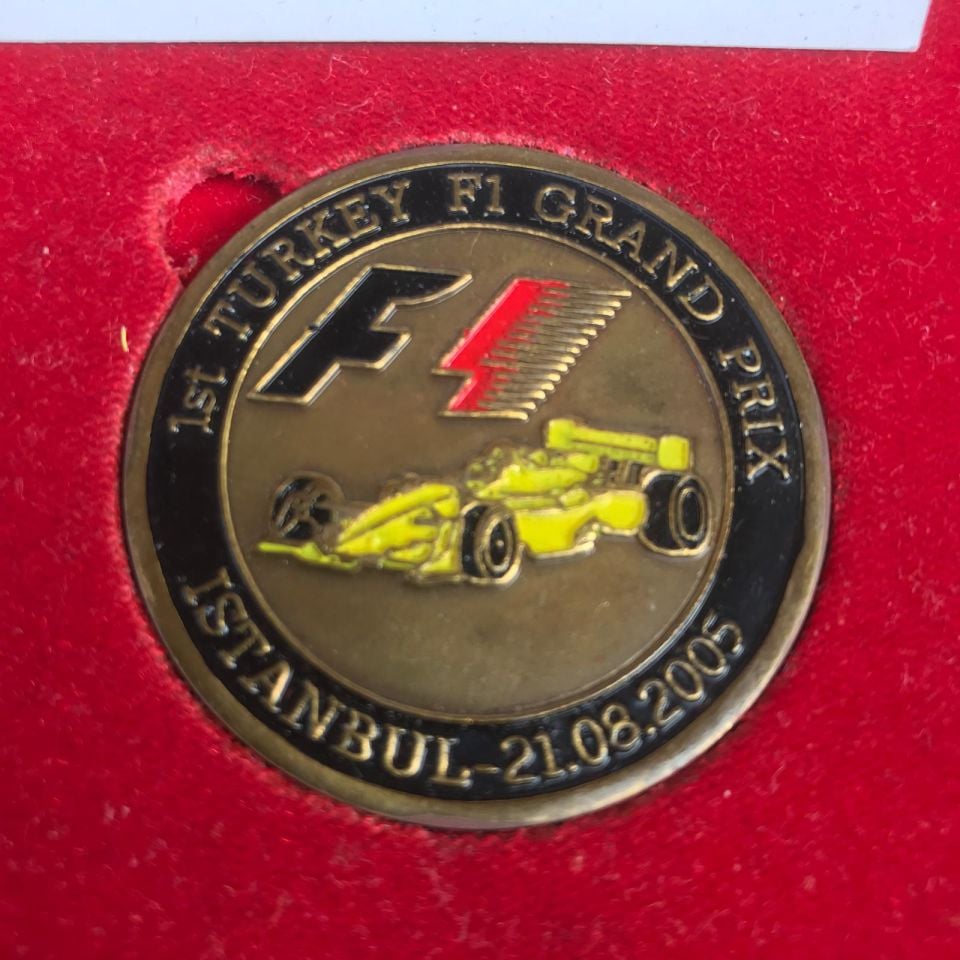 1st TURKEY F1 GRAND PRIX
F1
ISTANBUL-21.08.2005